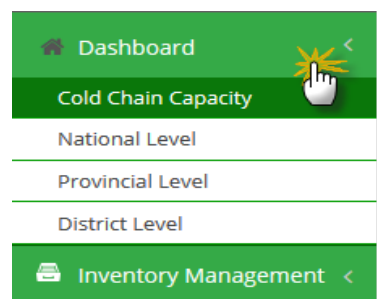 Dashboard
Cold Chain Capacity
National Level
Provincial Level
District Level
Inventory Management